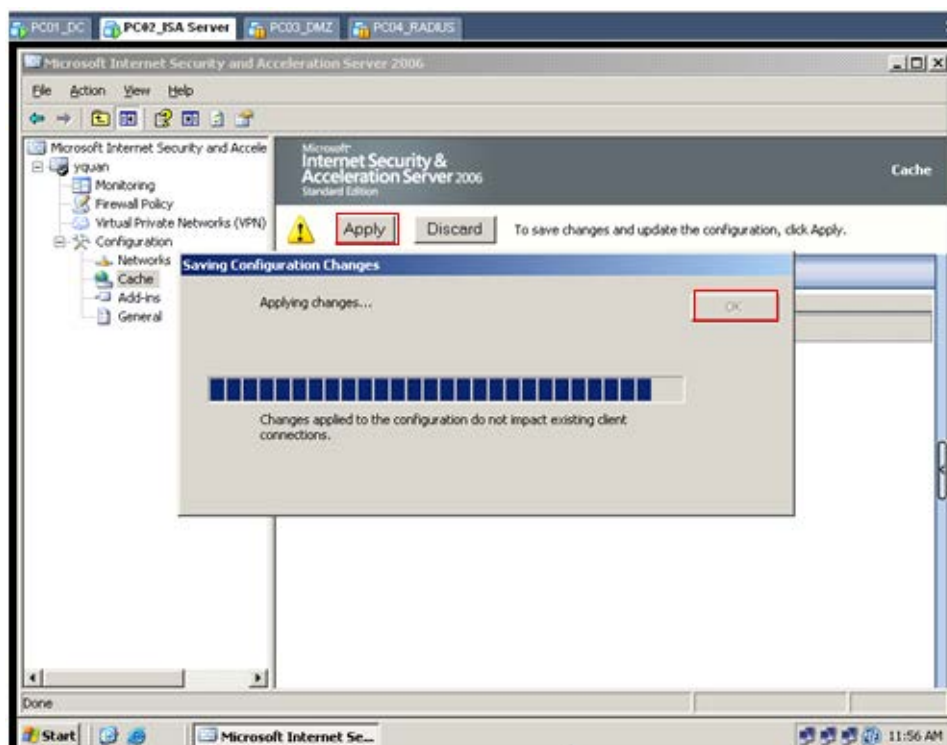 PC01_DC
PC02_ISA Server
PC03_DMZ
PC04_RADIUS
Microsoft Internet Security and Acceleration Server 2006
File Action View Help
Microsoft Internet Security and Accele
yquan
Monitoring
Firewall Policy
Virtual Private Networks (VPN)
Configuration
Networks
Cache
Add-ins
General
Microsoft
Internet Security &
Acceleration Server 2006
Standard Edition
Cache
Apply
Discard
To save changes and update the configuration, click Apply.
Saving Configuration Changes
Applying changes...
OK
Changes applied to the configuration do not impact existing client
connections.
Done
Start
Microsoft Internet Se...
11:56 AM